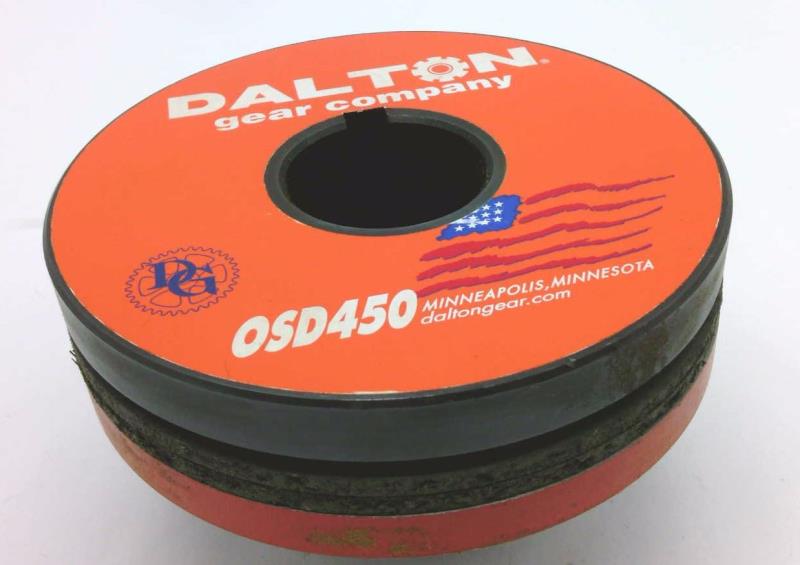 DALTON®
gear company
DG
OSD450
MINNEAPOLIS, MINNESOTA
daltongear.com